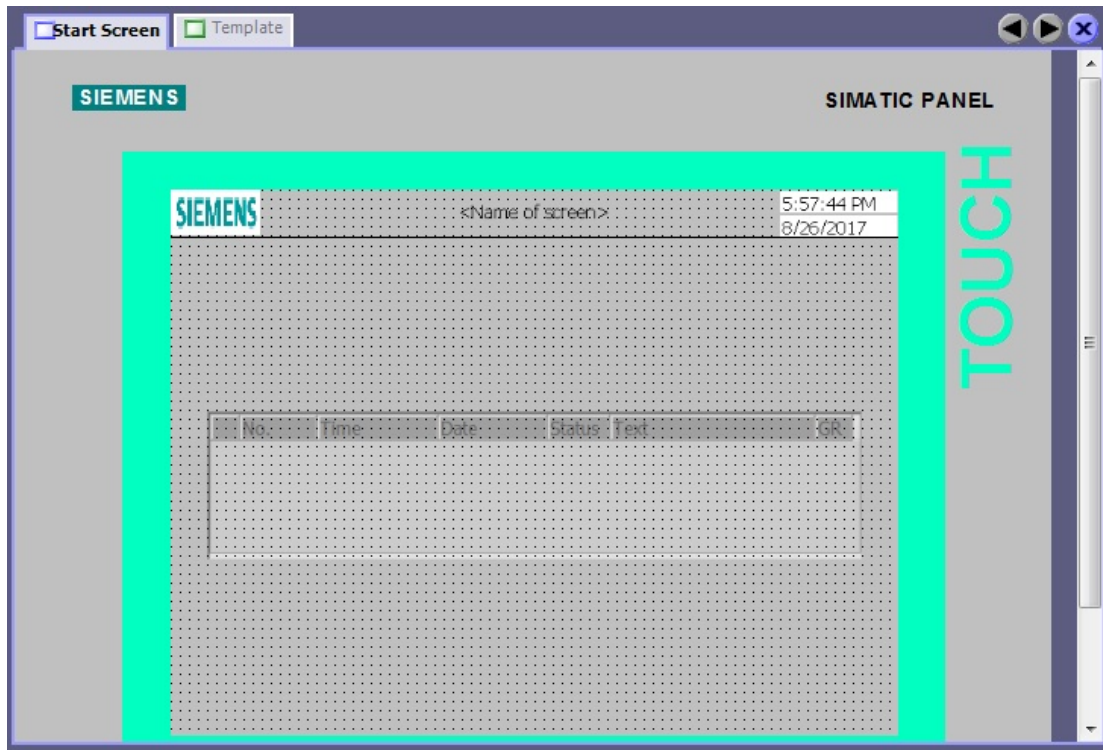 Start Screen Template
SIEMENS
SIMATIC PANEL
TOUCH
SIEMENS <Name of screen> 5:57:44 PM
8/26/2017
No. Time Date Status Text GR